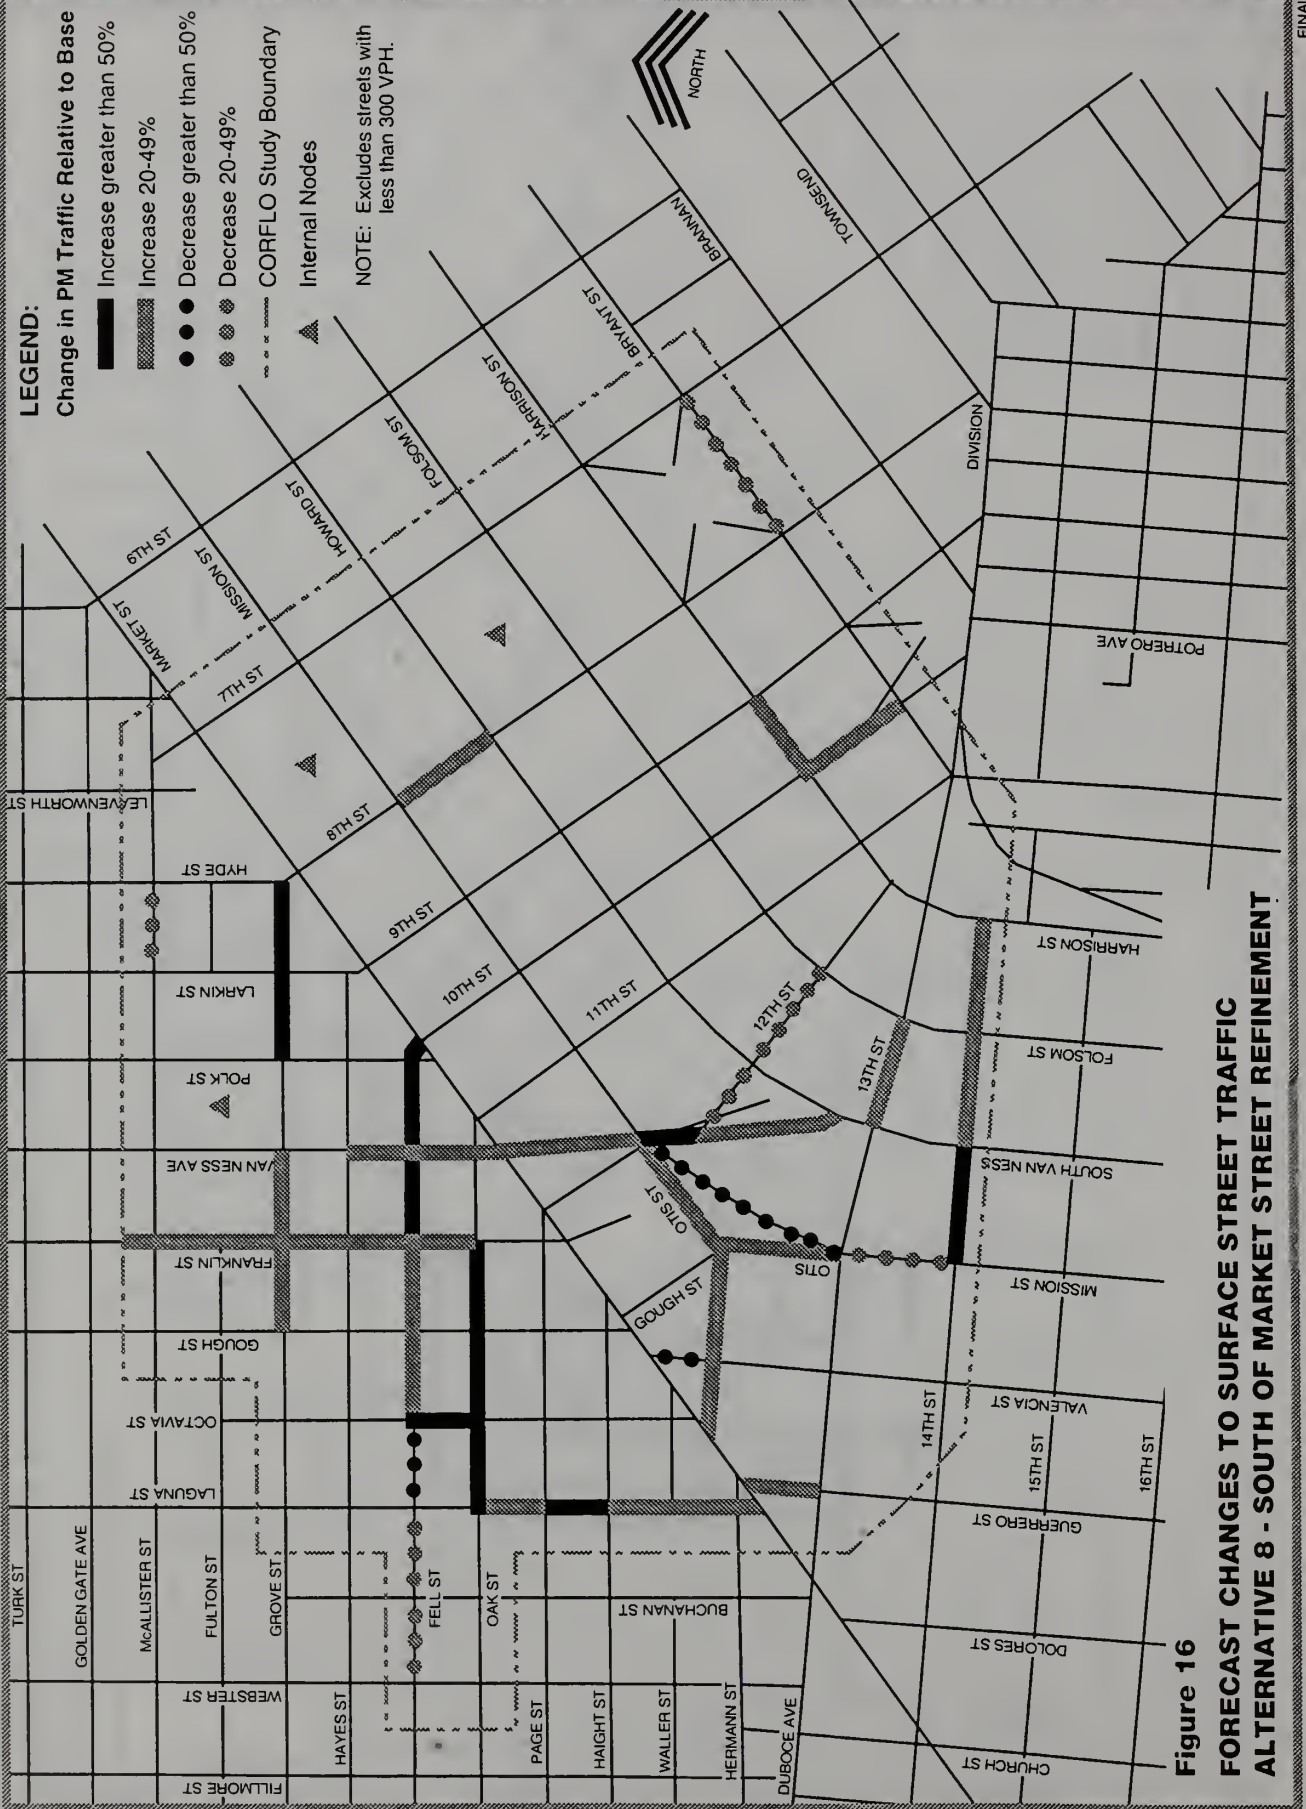 LEGEND:
Change in PM Traffic Relative to Base
Increase greater than 50%
Increase 20-49%
Decrease greater than 50%
Decrease 20-49%
CORFLO Study Boundary
Internal Nodes
NOTE: Excludes streets with
less than 300 VPH.
NORTH
TURK ST
GOLDEN GATE AVE
McALLISTER ST
FULTON ST
GROVE ST
HAYES ST
FELL ST
OAK ST
PAGE ST
HAIGHT ST
WALLER ST
HERMANN ST
DUBOCE AVE
14TH ST
15TH ST
16TH ST
FILLMORE ST
WEBSTER ST
BUCHANAN ST
LAGUNA ST
OCTAVIA ST
GOUGH ST
FRANKLIN ST
VAN NESS AVE
POLK ST
LARKIN ST
HYDE ST
LEAVENWORTH ST
MARKET ST
MISSION ST
HOWARD ST
FOLSOM ST
HARRISON ST
HARRISON ST
BRYANT ST
BRYANT ST
BRANNAN
TOWNSEND
6TH ST
7TH ST
8TH ST
9TH ST
10TH ST
11TH ST
12TH ST
13TH ST
OTIS ST
OTIS
GOUGH ST
DIVISION
POTRERO AVE
HARRISON ST
FOLSOM ST
SOUTH VAN NESS
MISSION ST
VALENCIA ST
GUERRERO ST
DOLORES ST
CHURCH ST
Figure 16
FORECAST CHANGES TO SURFACE STREET TRAFFIC
ALTERNATIVE 8 - SOUTH OF MARKET STREET REFINEMENT
FINAL